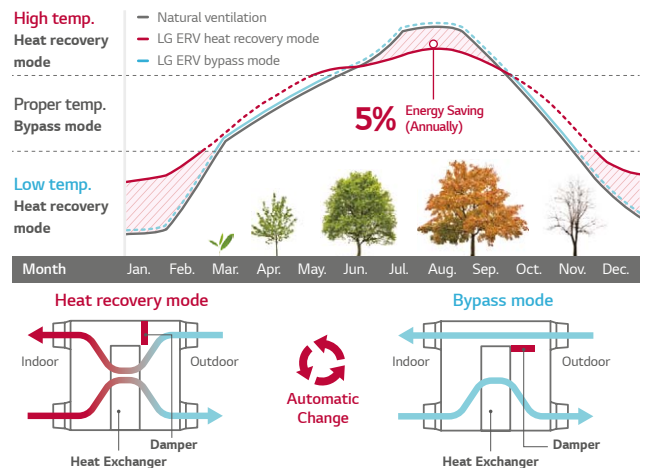 High temp.
Heat recovery
mode
Natural ventilation
LG ERV heat recovery mode
LG ERV bypass mode
Proper temp.
Bypass mode
5% Energy Saving
(Annually)
Low temp.
Heat recovery
mode
Month Jan. Feb. Mar. Apr. May. Jun. Jul. Aug. Sep. Oct. Nov. Dec.
Heat recovery mode
Indoor
Outdoor
Damper
Heat Exchanger
Automatic
Change
Bypass mode
Indoor
Outdoor
Damper
Heat Exchanger